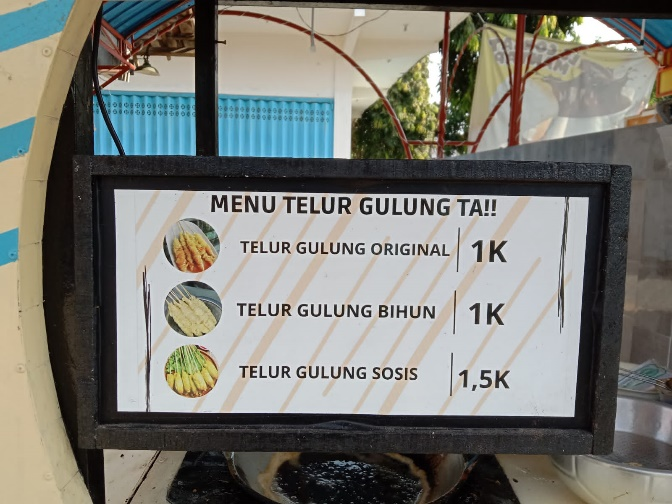 MENU TELUR GULUNG TA!!
TELUR GULUNG ORIGINAL 1K
TELUR GULUNG BIHUN 1K
TELUR GULUNG SOSIS 1,5K